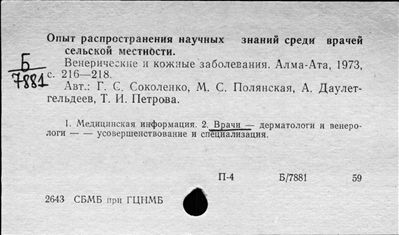 Опыт распространения научных знаний среди врачей
сельской местности.
Венерические и кожные заболевания. Алма-Ата, 1973,
с. 216—218.
Б
7881
Авт.: Г. С. Соколенко, М. С. Полянская, А. Даулет-
гельдеев, Т. И. Петрова.
1. Медицинская информация. 2. Врачи — дерматологи и венеро-
логи — — усовершенствование и специализация.
П-4 Б/7881 59
2643 СБМБ при ГЦНМБ